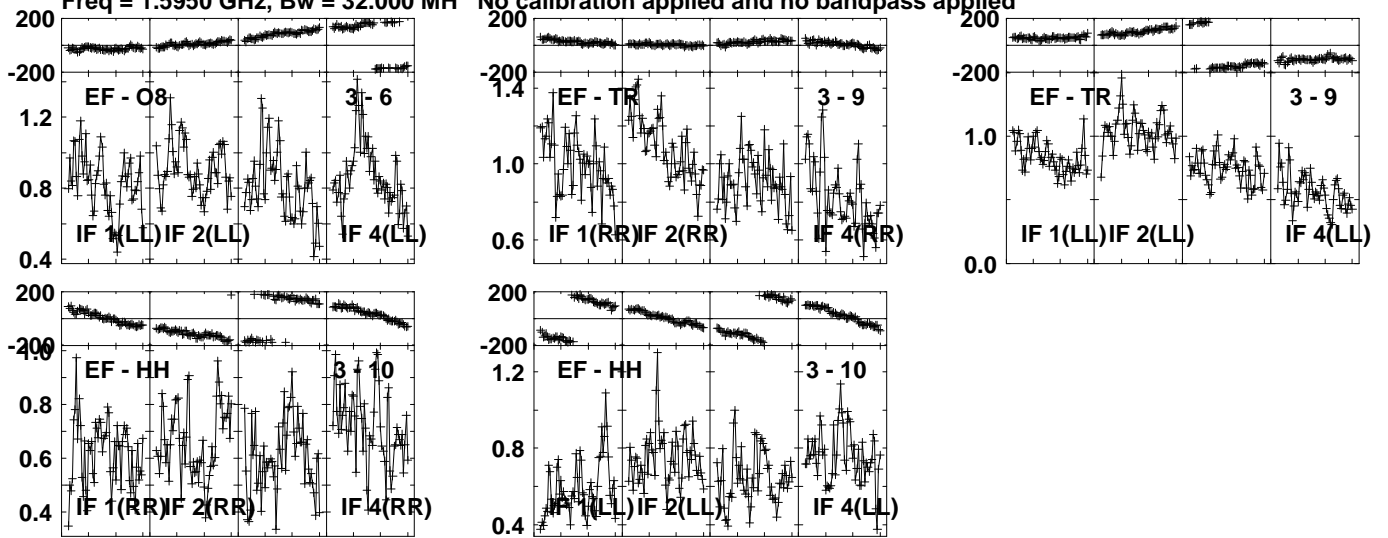 Freq = 1.5950 GHz, Bw = 32.000 MH No calibration applied and no bandpass applied
200
-200
EF - O8 3 - 6
1.2
0.8
0.4
IF 1(LL) IF 2(LL) IF 4(LL)
200
-200
1.4
EF - TR 3 - 9
1.0
0.6
IF 1(RR) IF 2(RR) IF 4(RR)
200
-200
EF - TR 3 - 9
1.0
0.0
IF 1(LL) IF 2(LL) IF 4(LL)
200
-200
1.0
EF - HH 3 - 10
0.8
0.6
0.4
IF 1(RR) IF 2(RR) IF 4(RR)
200
-200
EF - HH 3 - 10
1.2
0.8
0.4
IF 1(LL) IF 2(LL) IF 4(LL)